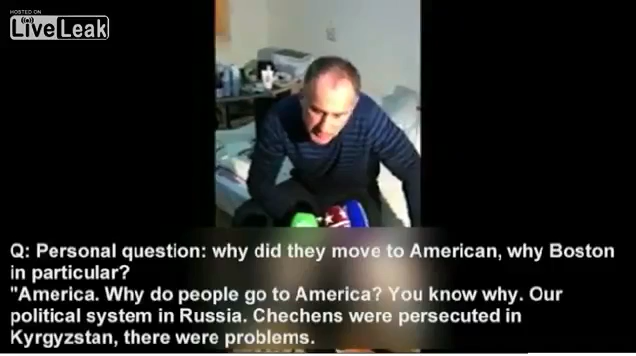 HOSTED ON
LiveLeak
Q: Personal question: why did they move to American, why Boston
in particular?
"America. Why do people go to America? You know why. Our
political system in Russia. Chechens were persecuted in
Kyrgyzstan, there were problems.